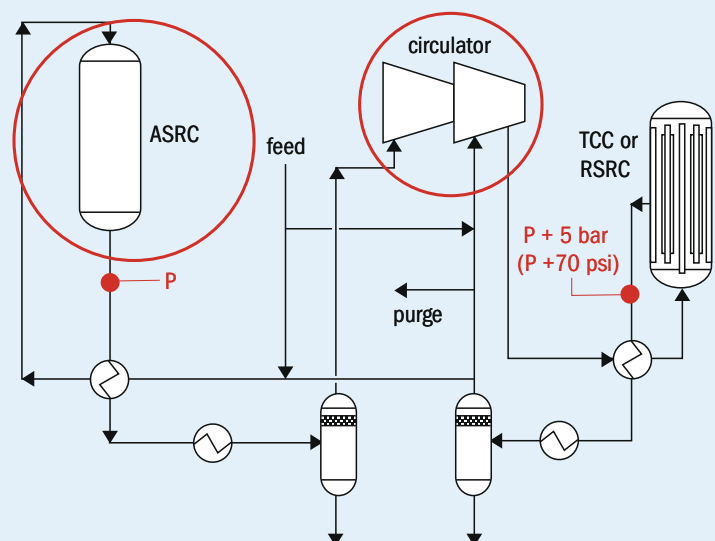 circulator
ASRC
feed
TCC or
RSRC
P + 5 bar
(P +70 psi)
P
purge